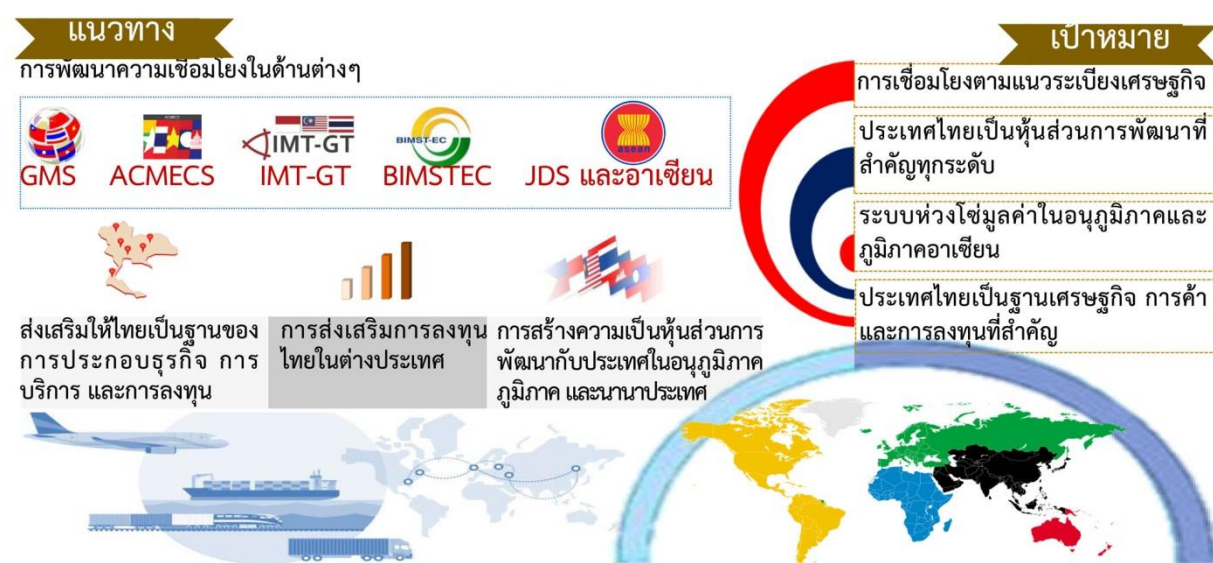 แนวทาง
การพัฒนาความเชื่อมโยงในด้านต่างๆ
IMT-GT
BIMST-EC
asean
GMS ACMECS IMT-GT BIMSTEC JDS และอาเซียน
ส่งเสริมให้ไทยเป็นฐานของ
การประกอบธุรกิจ การ
บริการ และการลงทุน
การส่งเสริมการลงทุน
ไทยในต่างประเทศ
การสร้างความเป็นหุ้นส่วนการ
พัฒนากับประเทศในอนุภูมิภาค
ภูมิภาค และนานาประเทศ
เป้าหมาย
การเชื่อมโยงตามแนวระเบียงเศรษฐกิจ
ประเทศไทยเป็นหุ้นส่วนการพัฒนาที่
สำคัญทุกระดับ
ระบบห่วงโซ่มูลค่าในอนุภูมิภาคและ
ภูมิภาคอาเซียน
ประเทศไทยเป็นฐานเศรษฐกิจ การค้า
และการลงทุนที่สำคัญ